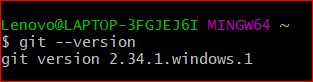 Lenovo@LAPTOP-3FGJEJ6I MINGW64 ~
$ git --version
git version 2.34.1.windows.1